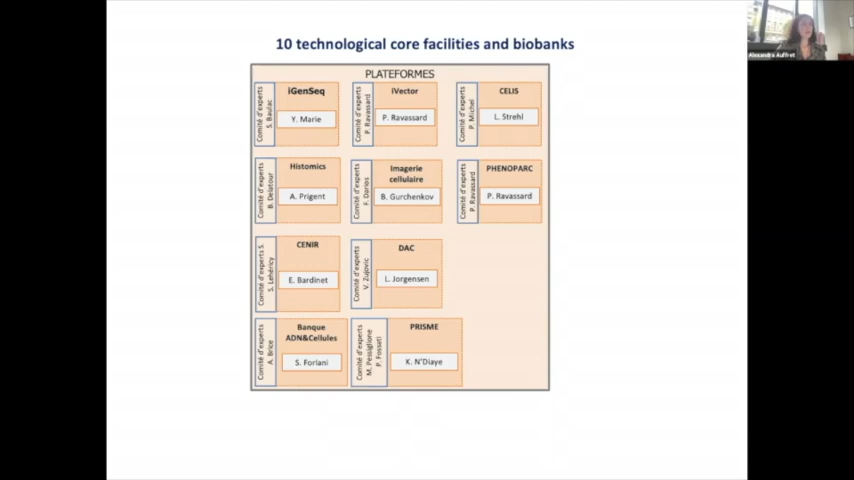 10 technological core facilities and biobanks
Alexandra Auffret
PLATEFORMES
Comité d'experts
S. Baulac
iGenSeq
Y. Marie
Comité d'experts
P. Ravassard
iVector
P. Ravassard
Comité d'experts
P. Michel
CELIS
L. Strehl
Comité d'experts
B. Delatour
Histomics
A. Prigent
Comité d'experts
F. Darios
Imagerie
cellulaire
B. Gurchenkov
Comité d'experts
P. Ravassard
PHENOPARC
P. Ravassard
Comité d'experts S.
S. Lehéricy
CENIR
E. Bardinet
Comité d'experts
V. Zujovic
DAC
L. Jorgensen
Comité d'experts
A. Brice
Banque
ADN&Cellules
S. Forlani
Comité d'experts
M. Pessiglione
P. Fossati
PRISME
K. N'Diaye